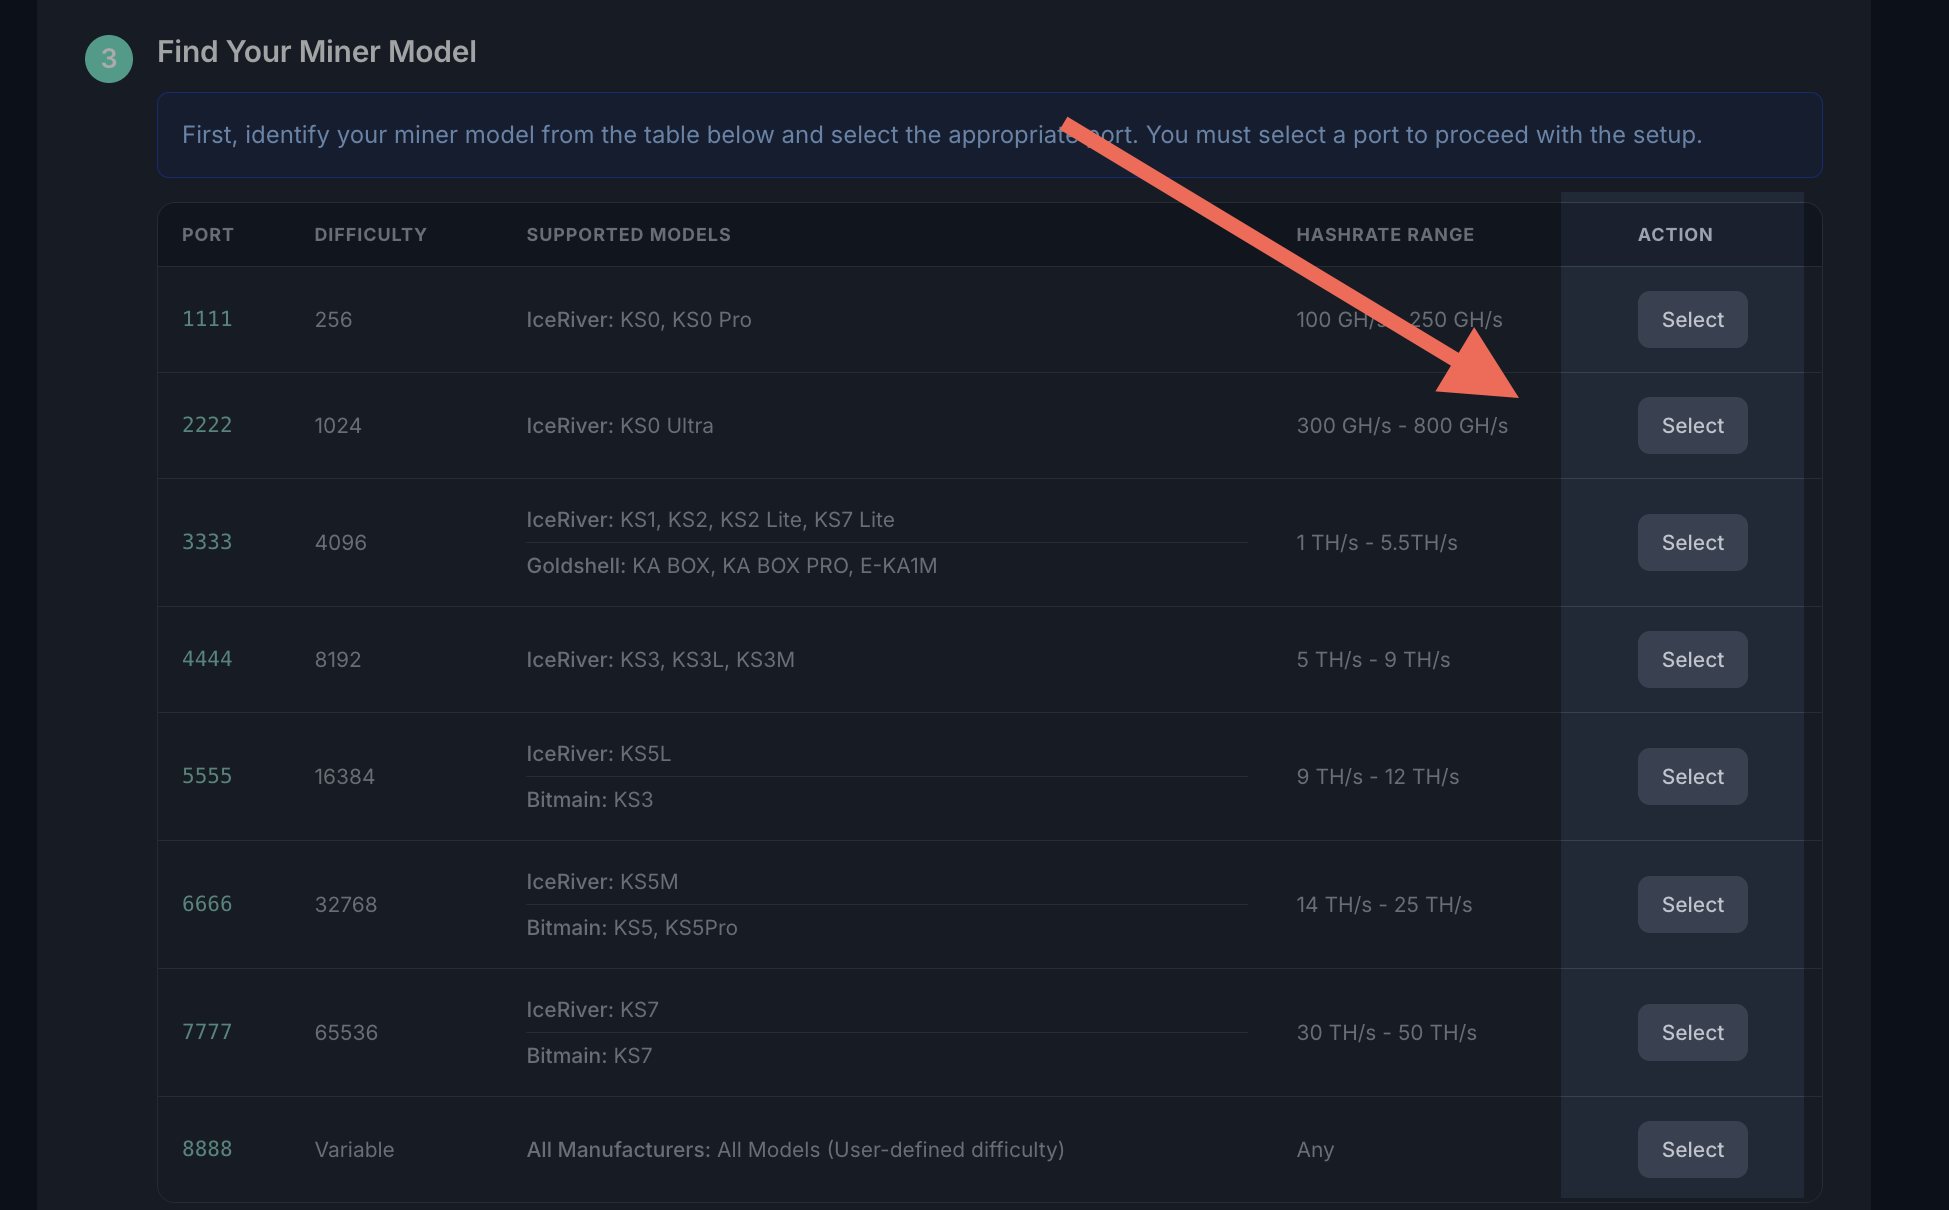 3
Find Your Miner Model
First, identify your miner model from the table below and select the appropriate port. You must select a port to proceed with the setup.
PORT DIFFICULTY SUPPORTED MODELS HASHRATE RANGE ACTION
1111 256 IceRiver: KS0, KS0 Pro 100 GH/s - 250 GH/s Select
2222 1024 IceRiver: KS0 Ultra 300 GH/s - 800 GH/s Select
IceRiver: KS1, KS2, KS2 Lite, KS7 Lite
3333 4096 1 TH/s - 5.5TH/s Select
Goldshell: KA BOX, KA BOX PRO, E-KA1M
4444 8192 IceRiver: KS3, KS3L, KS3M 5 TH/s - 9 TH/s Select
IceRiver: KS5L
5555 16384 9 TH/s - 12 TH/s Select
Bitmain: KS3
IceRiver: KS5M
6666 32768 14 TH/s - 25 TH/s Select
Bitmain: KS5, KS5Pro
IceRiver: KS7
7777 65536 30 TH/s - 50 TH/s Select
Bitmain: KS7
8888 Variable All Manufacturers: All Models (User-defined difficulty) Any Select